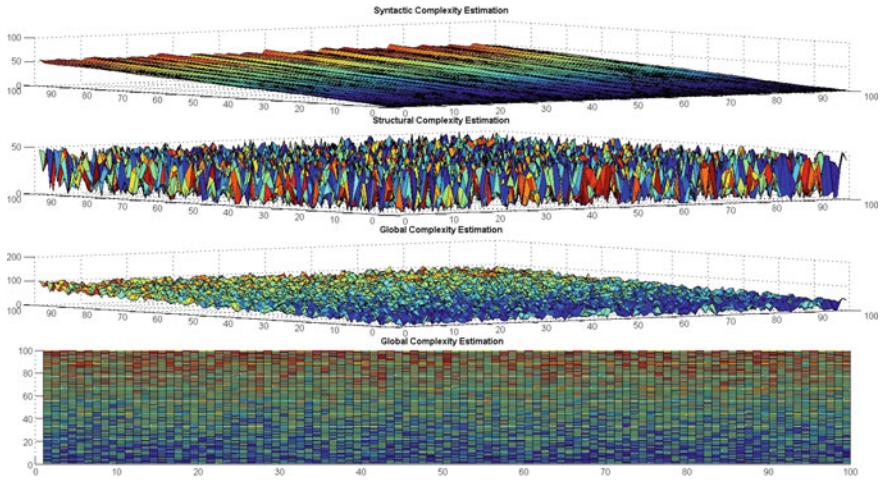 Syntactic Complexity Estimation
100
50
0
100 90 80 70 60 50 40 30 20 10 0 0 10 20 30 40 50 60 70 80 90 100
Structural Complexity Estimation
50
0
100 90 80 70 60 50 40 30 20 10 0 0 10 20 30 40 50 60 70 80 90 100
Global Complexity Estimation
200
100
0
100 90 80 70 60 50 40 30 20 10 0 0 10 20 30 40 50 60 70 80 90 100
Global Complexity Estimation
100
80
60
40
20
0
0 10 20 30 40 50 60 70 80 90 100